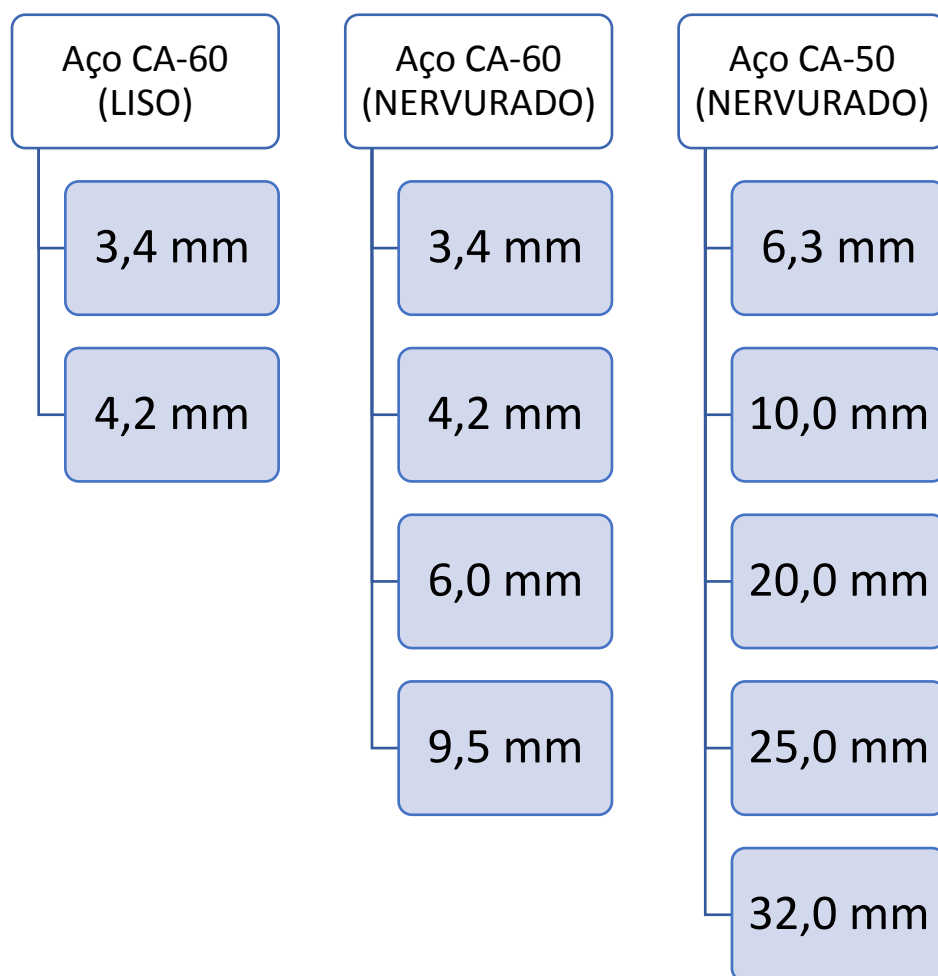 Aço CA-60
(LISO)
3,4 mm
4,2 mm
Aço CA-60
(NERVURADO)
3,4 mm
4,2 mm
6,0 mm
9,5 mm
Aço CA-50
(NERVURADO)
6,3 mm
10,0 mm
20,0 mm
25,0 mm
32,0 mm